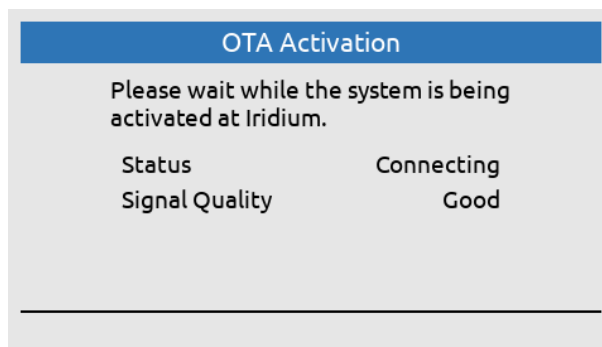 OTA Activation
Please wait while the system is being
activated at Iridium.
Status Connecting
Signal Quality Good